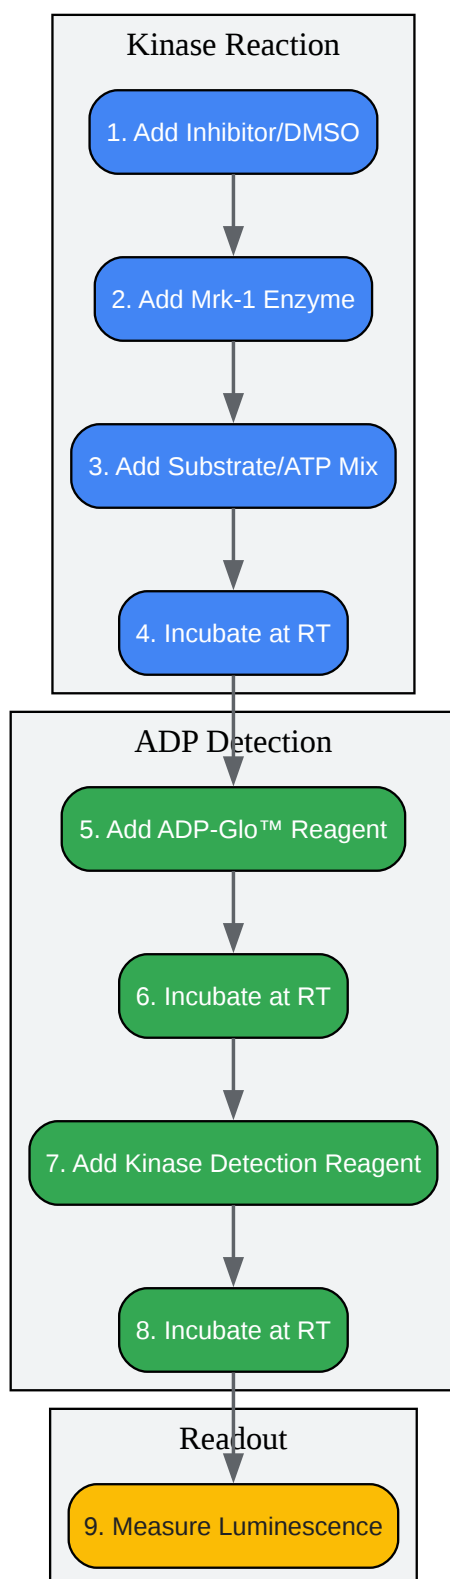 Kinase Reaction
1. Add Inhibitor/DMSO
2. Add Mrk-1 Enzyme
3. Add Substrate/ATP Mix
4. Incubate at RT
ADP Detection
5. Add ADP-Glo™ Reagent
6. Incubate at RT
7. Add Kinase Detection Reagent
8. Incubate at RT
Readout
9. Measure Luminescence